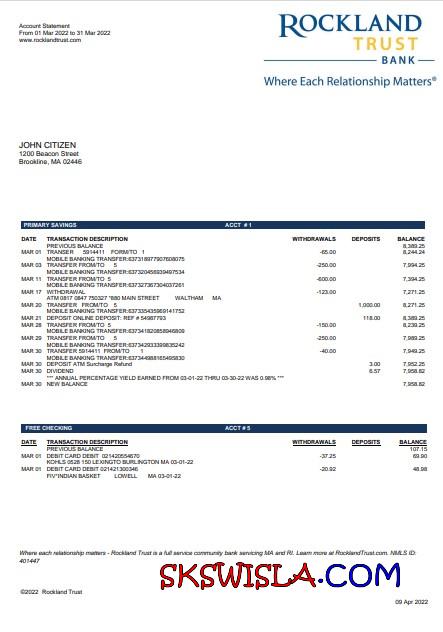 Account Statement
From 01 Mar 2022 to 31 Mar 2022
www.rocklandtrust.com
ROCKLAND
TRUST
BANK
Where Each Relationship Matters®
JOHN CITIZEN
1200 Beacon Street
Brookline, MA 02446
PRIMARY SAVINGS ACCT # 1
DATE TRANSACTION DESCRIPTION WITHDRAWALS DEPOSITS BALANCE
PREVIOUS BALANCE 8,389.25
MAR 01 TRANSER 5914411 FORM/TO 1 -65.00 8,244.24
MOBILE BANKING TRANSFER:637318977907608075
MAR 03 TRANSFER FROM/TO 5 -250.00 7,994.25
MOBILE BANKING TRANSFER:637320456939497534
MAR 11 TRANSFER FROM/TO 5 -600.00 7,394.25
MOBILE BANKING TRANSFER:637327367304037261
MAR 17 WITHDRAWAL -123.00 7,271.25
ATM 0817 0847 750327 *880 MAIN STREET WALTHAM MA
MAR 20 TRANSFER FROM/TO 5 1,000.00 8,271.25
MOBILE BANKING TRANSFER:637335435969141752
MAR 21 DEPOSIT ONLINE DEPOSIT: REF # 54987793 118.00 8,389.25
MAR 28 TRANSFER FROM/TO 5 -150.00 8,239.25
MOBILE BANKING TRANSFER:637341820858946809
MAR 29 TRANSFER FROM/TO 5 -250.00 7,989.25
MOBILE BANKING TRANSFER:637342933399835242
MAR 30 TRANSFER 5914411 FROM/TO 1 -40.00 7,949.25
MOBILE BANKING TRANSFER:637344988165495830
MAR 30 DEPOSIT ATM Surcharge Refund 3.00 7,952.25
MAR 30 DIVIDEND 6.57 7,958.82
*** ANNUAL PERCENTAGE YIELD EARNED FROM 03-01-22 THRU 03-30-22 WAS 0.98% ***
MAR 30 NEW BALANCE 7,958.82
FREE CHECKING ACCT # 5
DATE TRANSACTION DESCRIPTION WITHDRAWALS DEPOSITS BALANCE
PREVIOUS BALANCE 107.15
MAR 01 DEBIT CARD DEBIT 021420554670 -37.25 69.90
KOHLS 0528 150 LEXINGTO BURLINGTON MA 03-01-22
MAR 01 DEBIT CARD DEBIT 021421300346 -20.92 48.98
FIV*INDIAN BASKET LOWELL MA 03-01-22
Where each relationship matters - Rockland Trust is a full service community bank servicing MA and RI. Learn more at RocklandTrust.com. NMLS ID:
401447
SKSWISLA.COM
©2022 Rockland Trust
09 Apr 2022